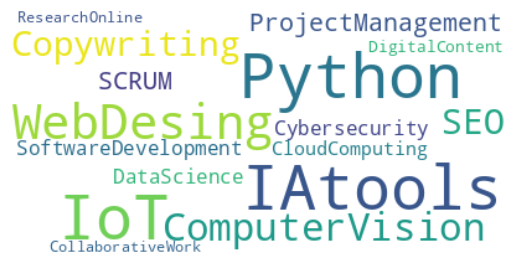 ResearchOnline
ProjectManagement
Copywriting
DigitalContent
SCRUM
Python
WebDesing
Cybersecurity
SEO
SoftwareDevelopment
CloudComputing
DataScience
IAtools
IoT
ComputerVision
CollaborativeWork